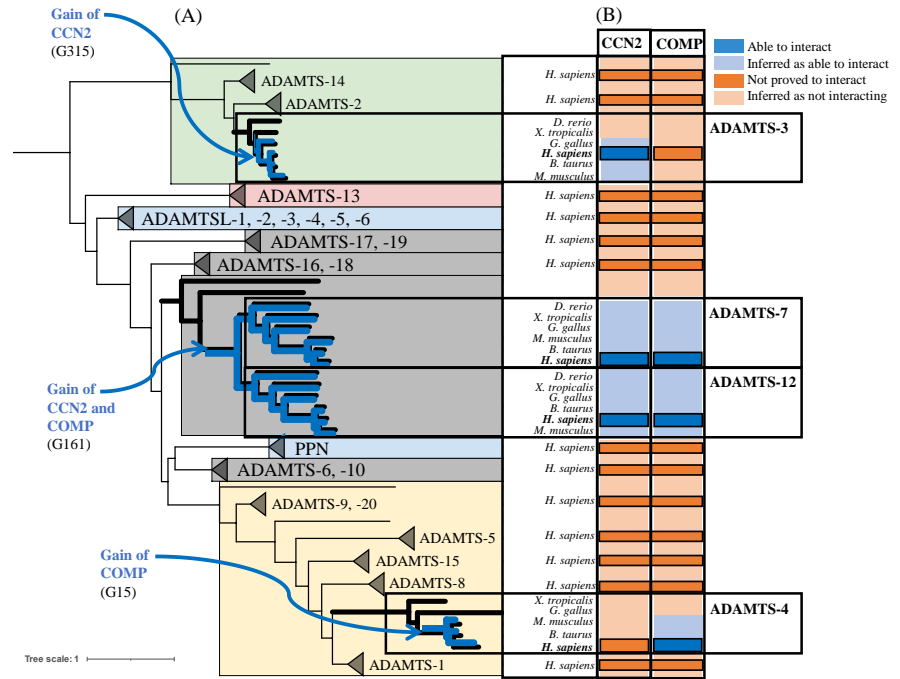 (A)
(B)
Gain of
CCN2
(G315)
CCN2
COMP
Able to interact
Inferred as able to interact
Not proved to interact
Inferred as not interacting
ADAMTS-14
H. sapiens
ADAMTS-2
H. sapiens
D. rerio
X. tropicalis
G. gallus
H. sapiens
B. taurus
M. musculus
ADAMTS-3
ADAMTS-13
H. sapiens
ADAMTSL-1, -2, -3, -4, -5, -6
H. sapiens
ADAMTS-17, -19
H. sapiens
ADAMTS-16, -18
H. sapiens
D. rerio
X. tropicalis
G. gallus
M. musculus
B. taurus
H. sapiens
ADAMTS-7
Gain of
CCN2 and
COMP
(G161)
D. rerio
X. tropicalis
G. gallus
B. taurus
H. sapiens
M. musculus
ADAMTS-12
PPN
H. sapiens
ADAMTS-6, -10
H. sapiens
ADAMTS-9, -20
H. sapiens
ADAMTS-5
H. sapiens
ADAMTS-15
H. sapiens
ADAMTS-8
H. sapiens
Gain of
COMP
(G15)
X. tropicalis
G. gallus
M. musculus
B. taurus
H. sapiens
ADAMTS-4
ADAMTS-1
H. sapiens
Tree scale: 1